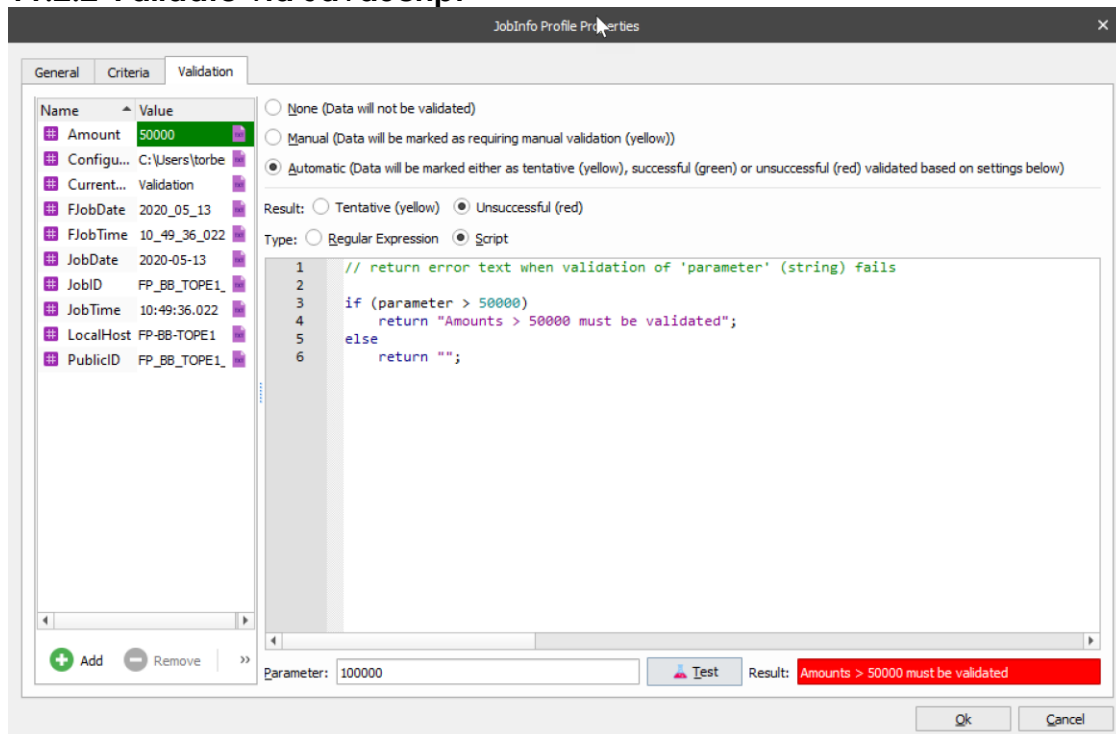 JobInfo Profile Properties
General Criteria Validation
Name Value
Amount 50000
Configu... C:\Users\torbe
Current... Validation
FJobDate 2020_05_13
FJobTime 10_49_36_022
JobDate 2020-05-13
JobID FP_BB_TOPE1_
JobTime 10:49:36.022
LocalHost FP-BB-TOPE1
PublicID FP_BB_TOPE1_
Add Remove »
None (Data will not be validated)
Manual (Data will be marked as requiring manual validation (yellow))
Automatic (Data will be marked either as tentative (yellow), successful (green) or unsuccessful (red) validated based on settings below)
Result: Tentative (yellow) Unsuccessful (red)
Type: Regular Expression Script
1 // return error text when validation of 'parameter' (string) fails
2
3 if (parameter > 50000)
4 return "Amounts > 50000 must be validated";
5 else
6 return "";
Parameter: 100000 Test Result: Amounts > 50000 must be validated
Ok Cancel